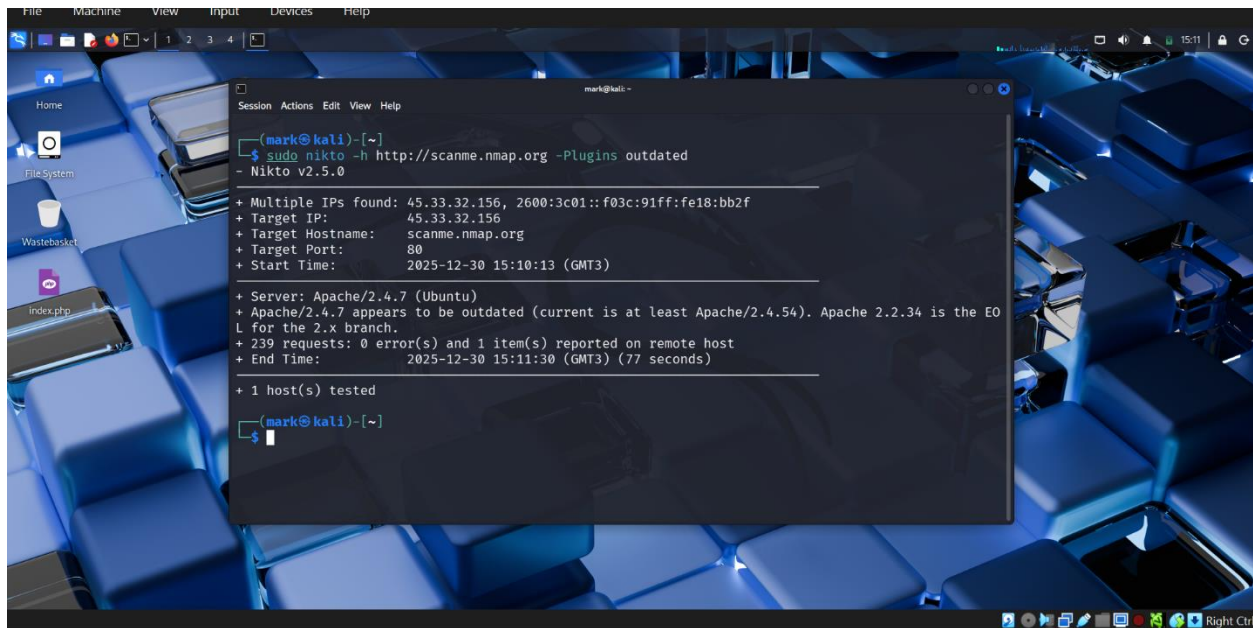 File Machine View Input Devices Help
1 2 3 4
15:11
Home
File System
Wastebasket
index.php
mark@kali: ~
Session Actions Edit View Help
(mark㉿kali)-[~]
$ sudo nikto -h http://scanme.nmap.org -Plugins outdated
- Nikto v2.5.0
+ Multiple IPs found: 45.33.32.156, 2600:3c01::f03c:91ff:fe18:bb2f
+ Target IP: 45.33.32.156
+ Target Hostname: scanme.nmap.org
+ Target Port: 80
+ Start Time: 2025-12-30 15:10:13 (GMT3)
+ Server: Apache/2.4.7 (Ubuntu)
+ Apache/2.4.7 appears to be outdated (current is at least Apache/2.4.54). Apache 2.2.34 is the EO
L for the 2.x branch.
+ 239 requests: 0 error(s) and 1 item(s) reported on remote host
+ End Time: 2025-12-30 15:11:30 (GMT3) (77 seconds)
+ 1 host(s) tested
(mark㉿kali)-[~]
$
Right Ctr